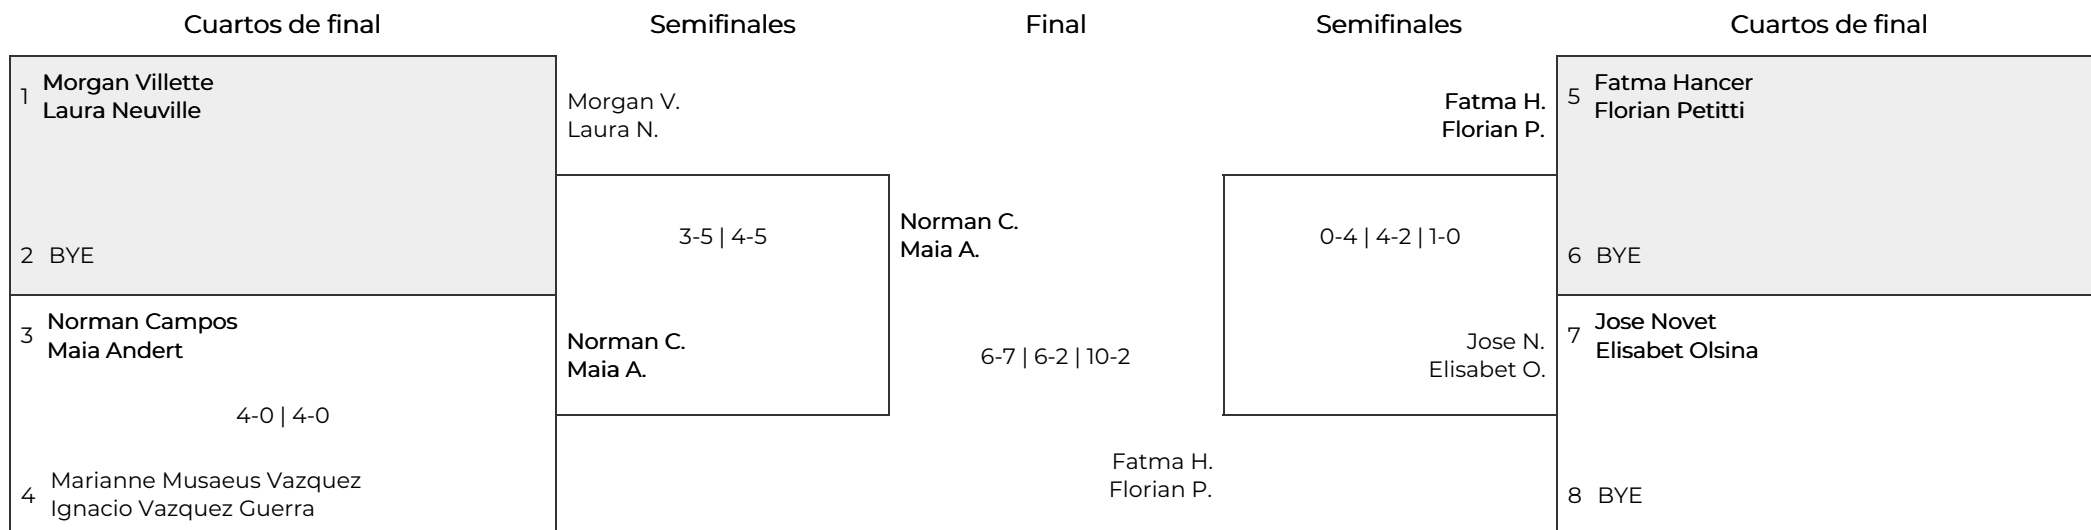 Cuartos de final
Semifinales
Final
Semifinales
Cuartos de final
1
Morgan Villette
Laura Neuville
2 BYE
3
Norman Campos
Maia Andert
4-0 | 4-0
4
Marianne Musaeus Vazquez
Ignacio Vazquez Guerra
Morgan V.
Laura N.
3-5 | 4-5
Norman C.
Maia A.
Norman C.
Maia A.
6-7 | 6-2 | 10-2
Fatma H.
Florian P.
Fatma H.
Florian P.
0-4 | 4-2 | 1-0
Jose N.
Elisabet O.
5
Fatma Hancer
Florian Petitti
6 BYE
7
Jose Novet
Elisabet Olsina
8 BYE